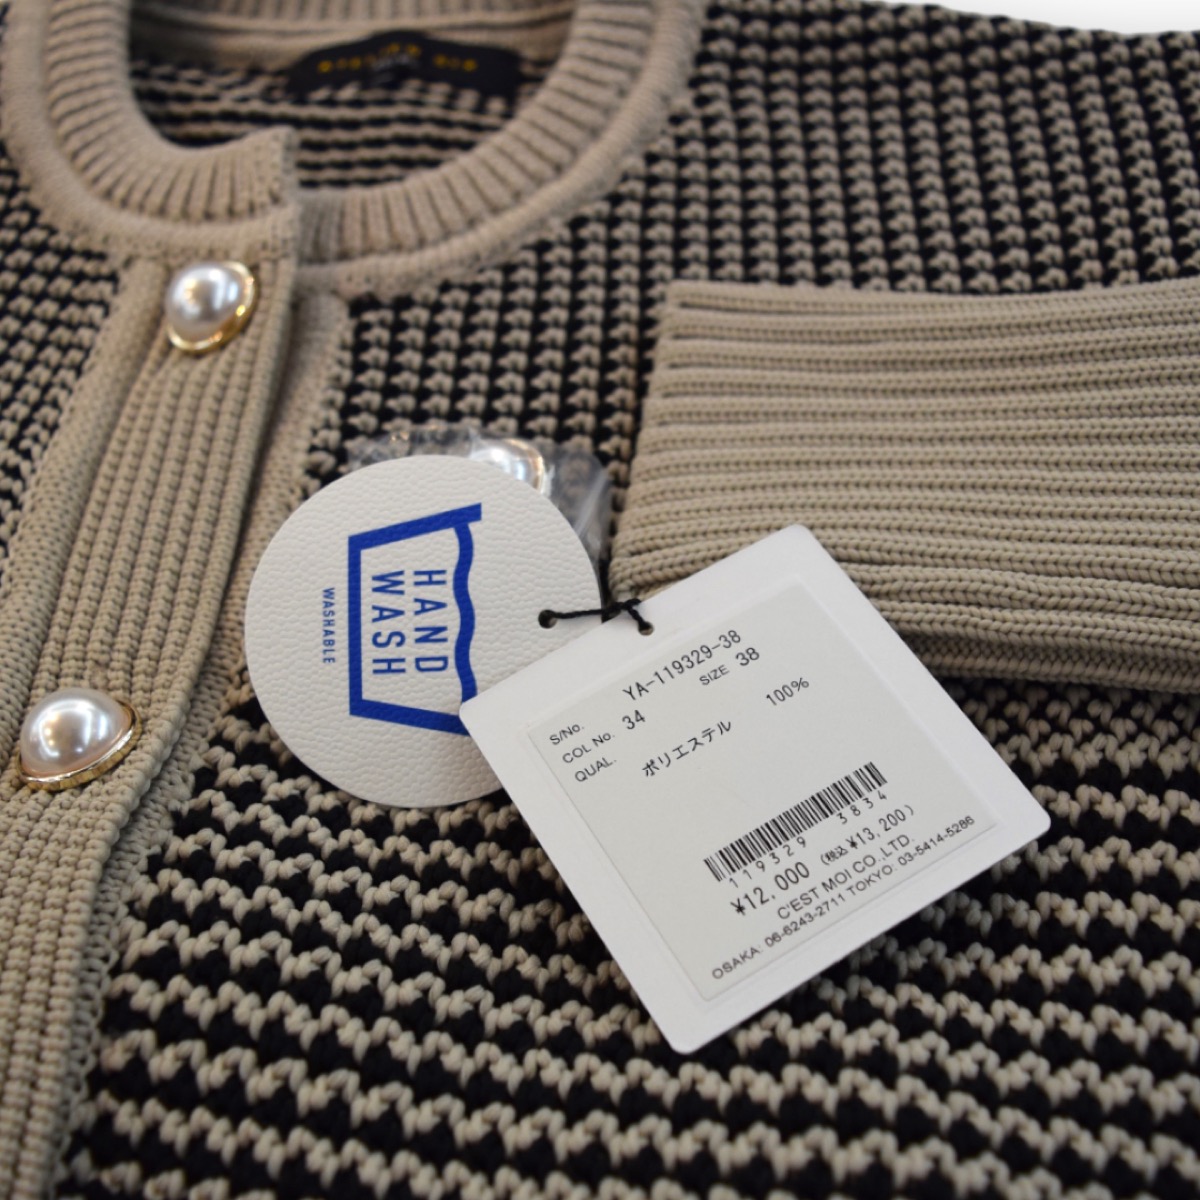 HAND
WASH
WASHABLE
S/No. YA-119329-38
COL No. 34 SIZE 38
QUAL.
ポリエステル 100%
119329 3834
¥12,000 (税込¥13,200)
C'EST MOI CO.,LTD.
OSAKA: 06-6243-2711 TOKYO: 03-5414-5286